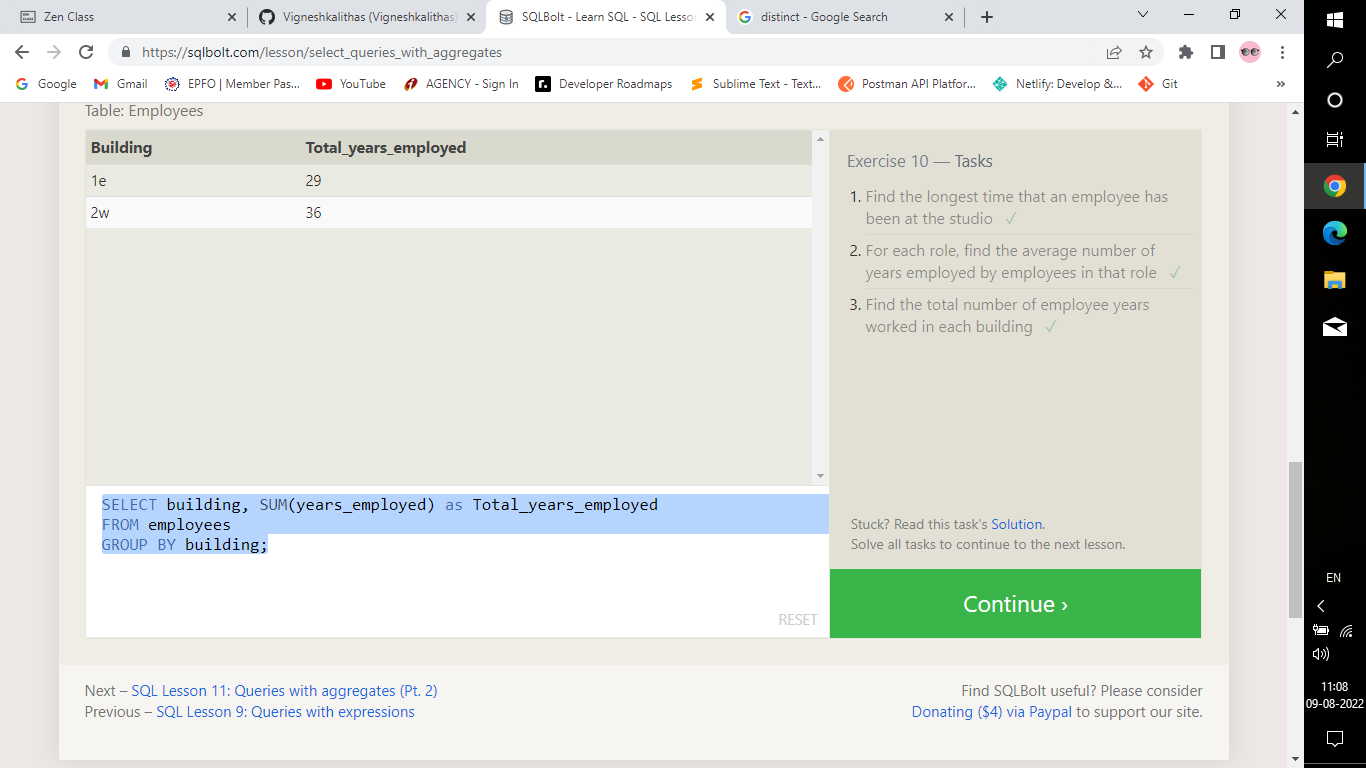 Zen Class
Vigneshkalithas (Vigneshkalithas)
SQLBolt - Learn SQL - SQL Lesso
distinct - Google Search
https://sqlbolt.com/lesson/select_queries_with_aggregates
Google
Gmail
EPFO | Member Pas...
YouTube
AGENCY - Sign In
Developer Roadmaps
Sublime Text - Text...
Postman API Platfor...
Netlify: Develop &...
Git
»
Table: Employees
Building Total_years_employed
1e 29
2w 36
Exercise 10 — Tasks
1. Find the longest time that an employee has
been at the studio ✓
2. For each role, find the average number of
years employed by employees in that role ✓
3. Find the total number of employee years
worked in each building ✓
SELECT building, SUM(years_employed) as Total_years_employed
FROM employees
GROUP BY building;
RESET
Stuck? Read this task's Solution.
Solve all tasks to continue to the next lesson.
Continue ›
Next – SQL Lesson 11: Queries with aggregates (Pt. 2)
Previous – SQL Lesson 9: Queries with expressions
Find SQLBolt useful? Please consider
Donating ($4) via Paypal to support our site.
EN
11:08
09-08-2022